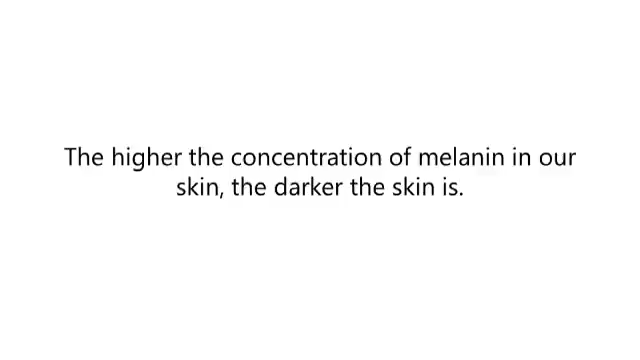 The higher the concentration of melanin in our
skin, the darker the skin is.